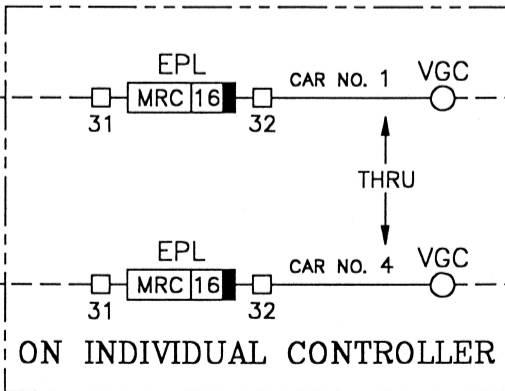 EPL
CAR NO. 1
VGC
MRC 16
31
32
THRU
EPL
CAR NO. 4
VGC
MRC 16
31
32
ON INDIVIDUAL CONTROLLER